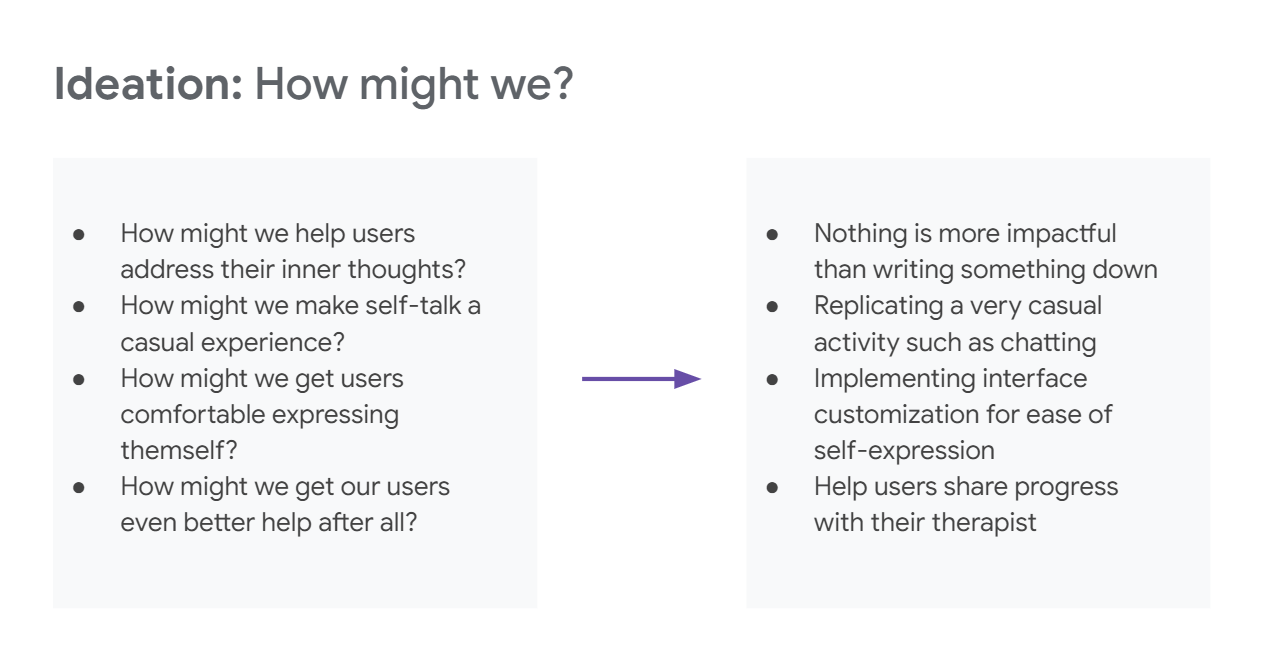 Ideation: How might we?
● How might we help users
address their inner thoughts?
● How might we make self-talk a
casual experience?
● How might we get users
comfortable expressing
themself?
● How might we get our users
even better help after all?
● Nothing is more impactful
than writing something down
● Replicating a very casual
activity such as chatting
● Implementing interface
customization for ease of
self-expression
● Help users share progress
with their therapist